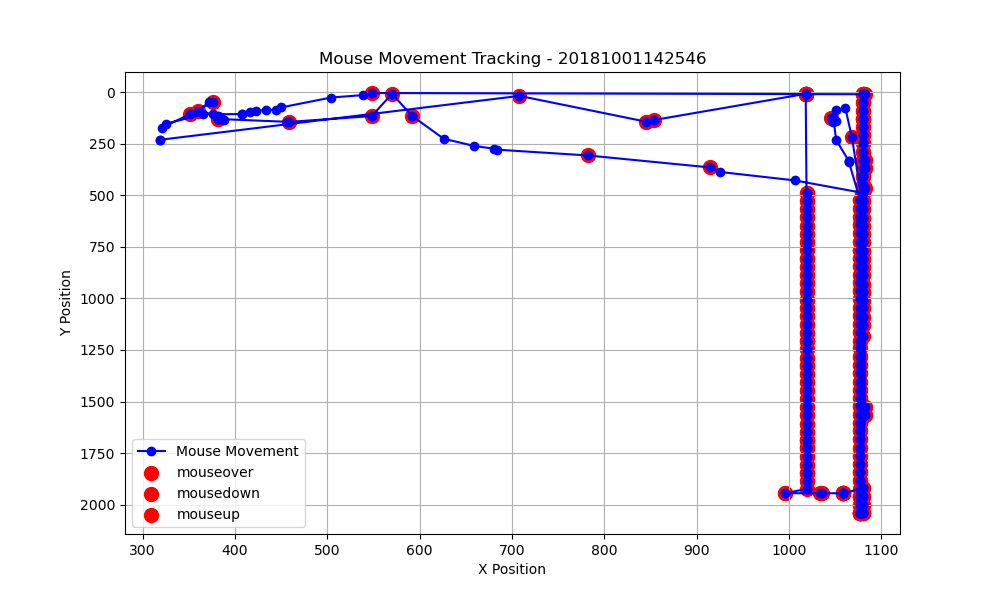 Mouse Movement Tracking - 20181001142546
0
250
500
750
1000
1250
1500
1750
2000
Y Position
Mouse Movement
mouseover
mousedown
mouseup
300 400 500 600 700 800 900 1000 1100
X Position